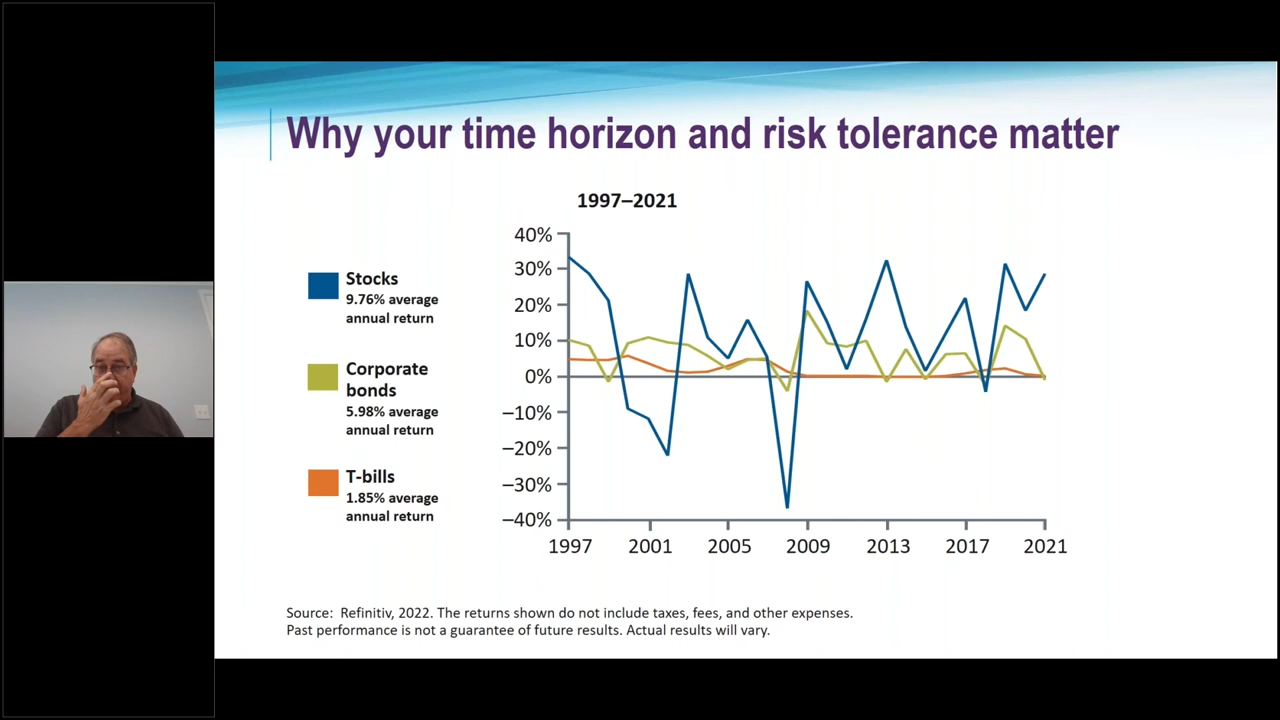 Why your time horizon and risk tolerance matter
1997–2021
Stocks
9.76% average
annual return
Corporate
bonds
5.98% average
annual return
T-bills
1.85% average
annual return
40%
30%
20%
10%
0%
–10%
–20%
–30%
–40%
1997 2001 2005 2009 2013 2017 2021
Source: Refinitiv, 2022. The returns shown do not include taxes, fees, and other expenses.
Past performance is not a guarantee of future results. Actual results will vary.